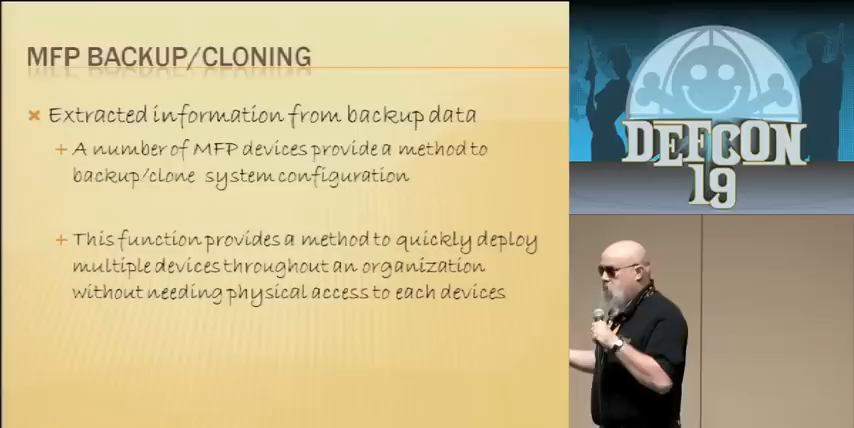 MFP BACKUP/CLONING
Extracted information from backup data
A number of MFP devices provide a method to
backup/clone system configuration
This function provides a method to quickly deploy
multiple devices throughout an organization
without needing physical access to each devices
DEFCON
19